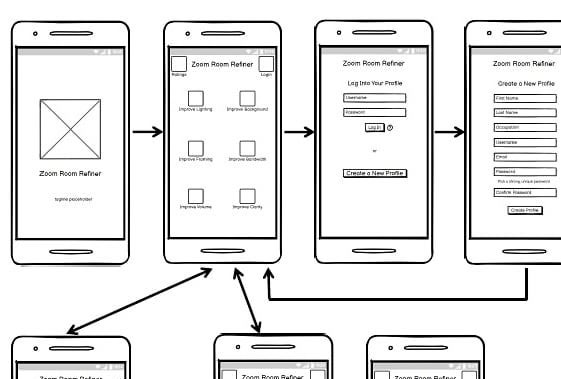 Zoom Room Refiner
tagline placeholder
Zoom Room Refiner
Ratings
Login
Improve Lighting
Improve Background
Improve Framing
Improve Bandwidth
Improve Volume
Improve Clarity
Zoom Room Refiner
Log Into Your Profile
Username
Password
Log In
?
or
Create a New Profile
Zoom Room Refiner
Create a New Profile
First Name
Last Name
Occupation
Username
Email
Password
Pick a strong unique password
Confirm Password
Create Profile
Zoom Room Refiner
Zoom Room Refiner
Zoom Room Refiner